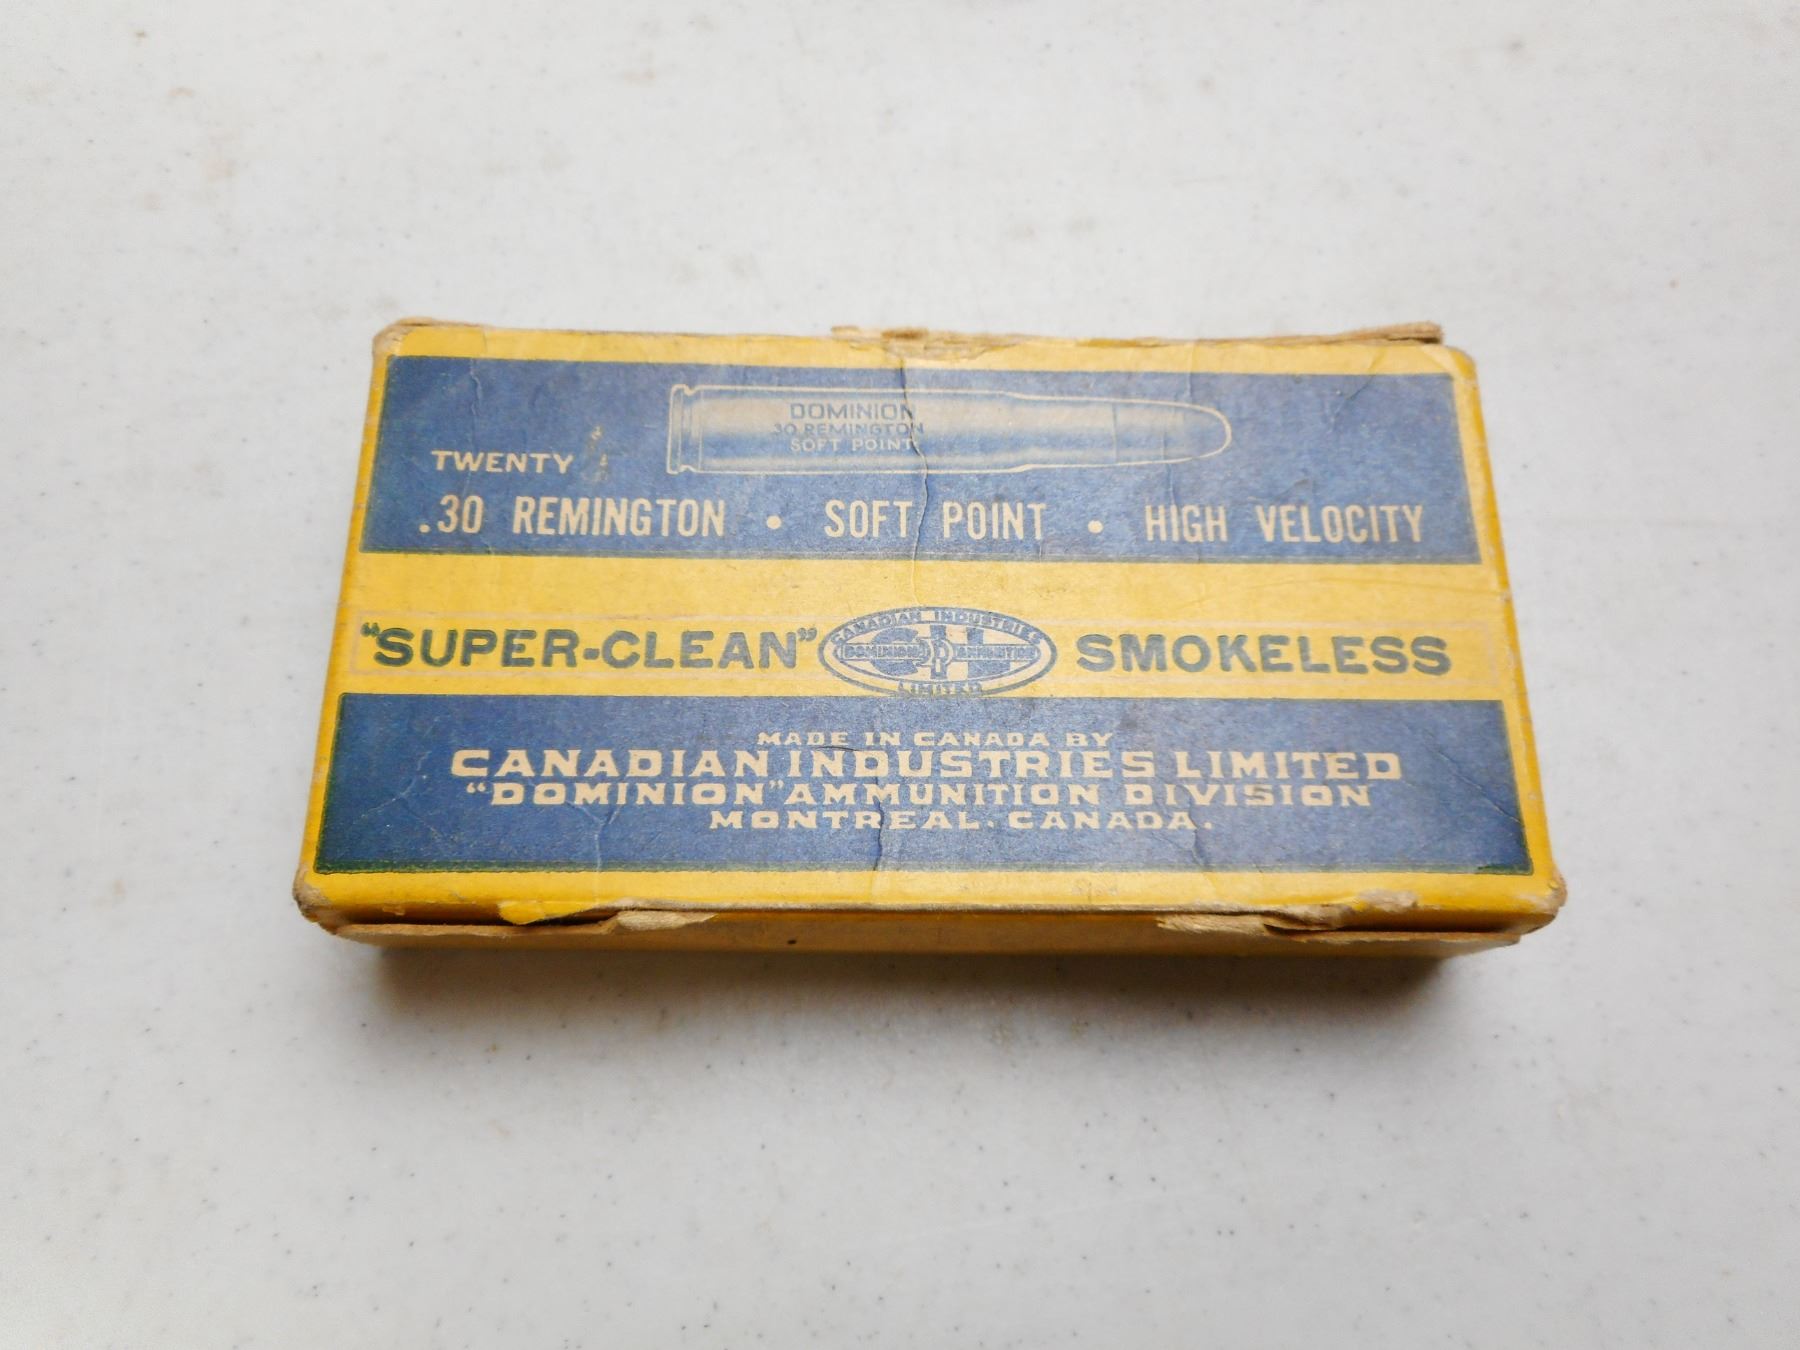 DOMINION
30 REMINGTON
SOFT POINT
TWENTY
.30 REMINGTON • SOFT POINT • HIGH VELOCITY
"SUPER-CLEAN" SMOKELESS
CANADIAN INDUSTRIES
CIL
DOMINION AMMUNITION
LIMITED
MADE IN CANADA BY
CANADIAN INDUSTRIES LIMITED
"DOMINION" AMMUNITION DIVISION
MONTREAL. CANADA.